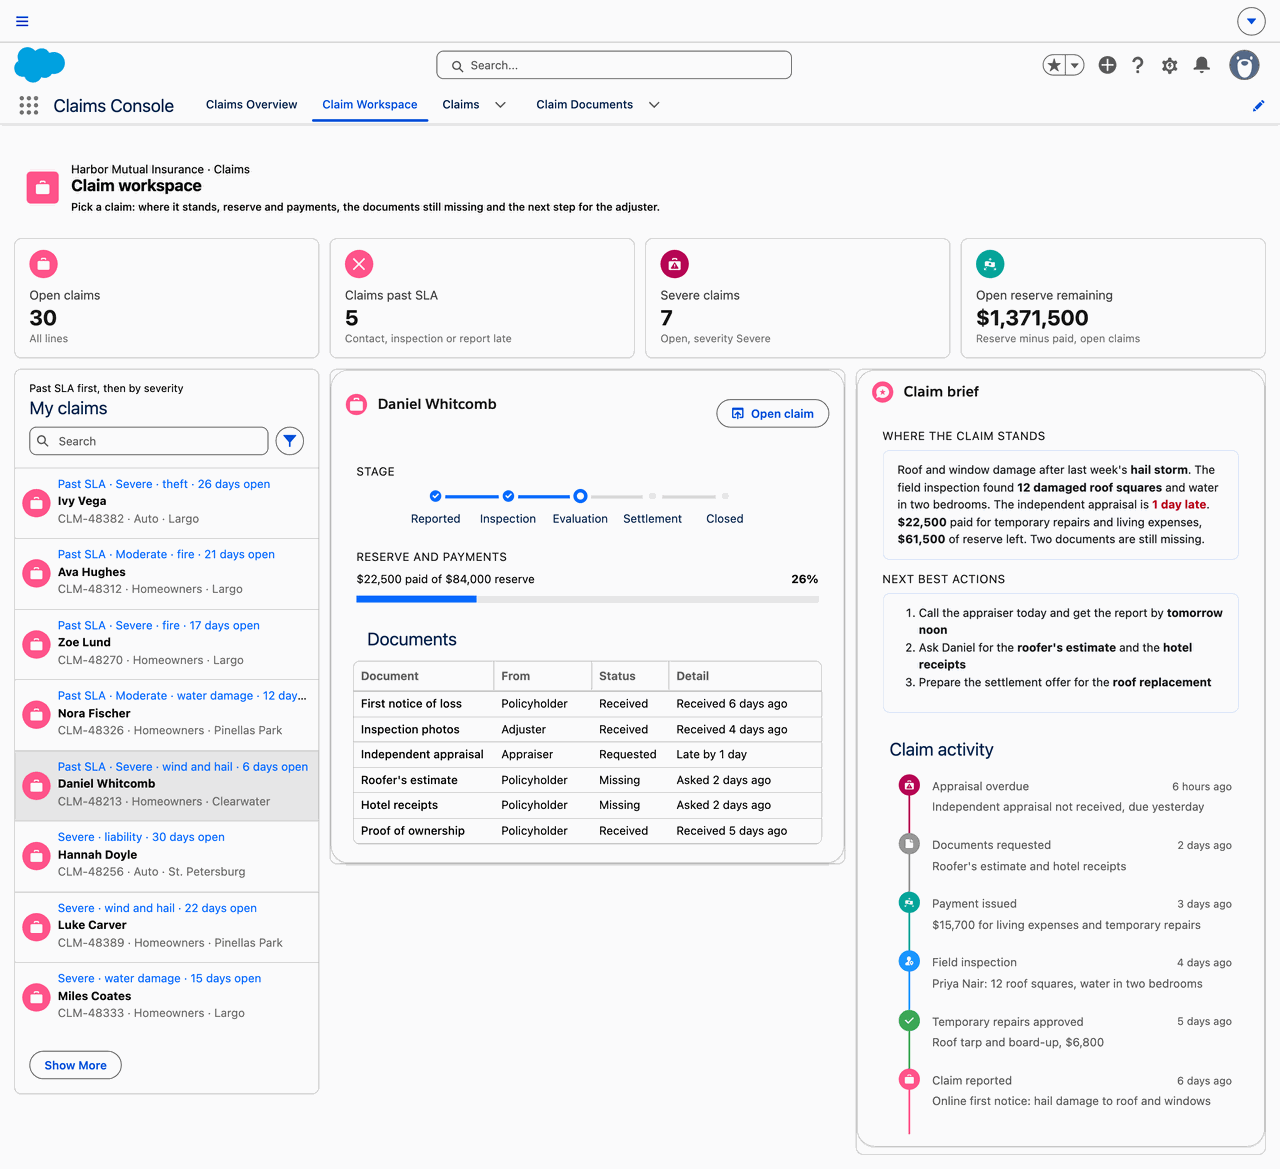 Search...
Claims Console
Claims Overview
Claim Workspace
Claims
Claim Documents
Harbor Mutual Insurance · Claims
Claim workspace
Pick a claim: where it stands, reserve and payments, the documents still missing and the next step for the adjuster.
Open claims
30
All lines
Claims past SLA
5
Contact, inspection or report late
Severe claims
7
Open, severity Severe
Open reserve remaining
$1,371,500
Reserve minus paid, open claims
Past SLA first, then by severity
My claims
Search
Past SLA · Severe · theft · 26 days open
Ivy Vega
CLM-48382 · Auto · Largo
Past SLA · Moderate · fire · 21 days open
Ava Hughes
CLM-48312 · Homeowners · Largo
Past SLA · Severe · fire · 17 days open
Zoe Lund
CLM-48270 · Homeowners · Largo
Past SLA · Moderate · water damage · 12 day...
Nora Fischer
CLM-48326 · Homeowners · Pinellas Park
Past SLA · Severe · wind and hail · 6 days open
Daniel Whitcomb
CLM-48213 · Homeowners · Clearwater
Severe · liability · 30 days open
Hannah Doyle
CLM-48256 · Auto · St. Petersburg
Severe · wind and hail · 22 days open
Luke Carver
CLM-48389 · Homeowners · Pinellas Park
Severe · water damage · 15 days open
Miles Coates
CLM-48333 · Homeowners · Largo
Show More
Daniel Whitcomb
Open claim
STAGE
Reported
Inspection
Evaluation
Settlement
Closed
RESERVE AND PAYMENTS
$22,500 paid of $84,000 reserve
26%
Documents
Document From Status Detail
First notice of loss Policyholder Received Received 6 days ago
Inspection photos Adjuster Received Received 4 days ago
Independent appraisal Appraiser Requested Late by 1 day
Roofer's estimate Policyholder Missing Asked 2 days ago
Hotel receipts Policyholder Missing Asked 2 days ago
Proof of ownership Policyholder Received Received 5 days ago
Claim brief
WHERE THE CLAIM STANDS
Roof and window damage after last week's hail storm. The
field inspection found 12 damaged roof squares and water
in two bedrooms. The independent appraisal is 1 day late.
$22,500 paid for temporary repairs and living expenses,
$61,500 of reserve left. Two documents are still missing.
NEXT BEST ACTIONS
1. Call the appraiser today and get the report by tomorrow
noon
2. Ask Daniel for the roofer's estimate and the hotel
receipts
3. Prepare the settlement offer for the roof replacement
Claim activity
Appraisal overdue 6 hours ago
Independent appraisal not received, due yesterday
Documents requested 2 days ago
Roofer's estimate and hotel receipts
Payment issued 3 days ago
$15,700 for living expenses and temporary repairs
Field inspection 4 days ago
Priya Nair: 12 roof squares, water in two bedrooms
Temporary repairs approved 5 days ago
Roof tarp and board-up, $6,800
Claim reported 6 days ago
Online first notice: hail damage to roof and windows